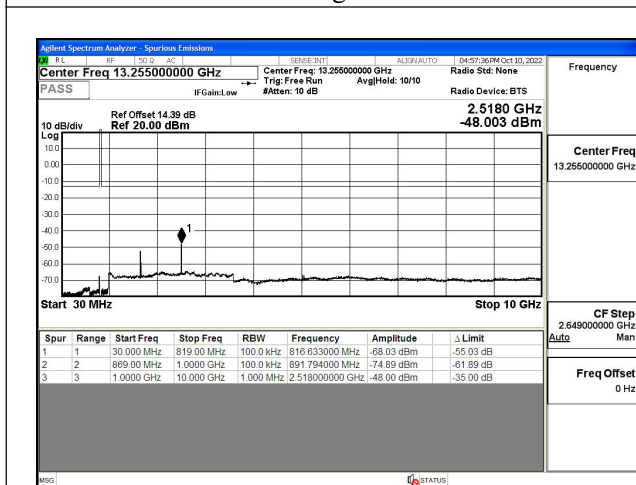 Agilent Spectrum Analyzer - Spurious Emissions
RL RF 50 Ω AC SENSE:INT ALIGNAUTO 04:57:36PM Oct 10, 2022
Center Freq 13.255000000 GHz
Center Freq: 13.255000000 GHz
Radio Std: None
Trig: Free Run
Avg|Hold: 10/10
PASS
IFGain:Low
#Atten: 10 dB
Radio Device: BTS
Frequency
2.5180 GHz
-48.003 dBm
Ref Offset 14.39 dB
10 dB/div Ref 20.00 dBm
Log
10.0
0.00
-10.0
-20.0
-30.0
-40.0
-50.0
-60.0
-70.0
1
Start 30 MHz Stop 10 GHz
Center Freq
13.255000000 GHz
CF Step
2.649000000 GHz
Auto Man
Freq Offset
0 Hz
Spur Range Start Freq Stop Freq RBW Frequency Amplitude Δ Limit
1 1 30.000 MHz 819.00 MHz 100.0 kHz 816.633000 MHz -68.03 dBm -55.03 dB
2 2 869.00 MHz 1.0000 GHz 100.0 kHz 891.794000 MHz -74.89 dBm -61.89 dB
3 3 1.0000 GHz 10.000 GHz 1.000 MHz 2.518000000 GHz -48.00 dBm -35.00 dB
MSG STATUS